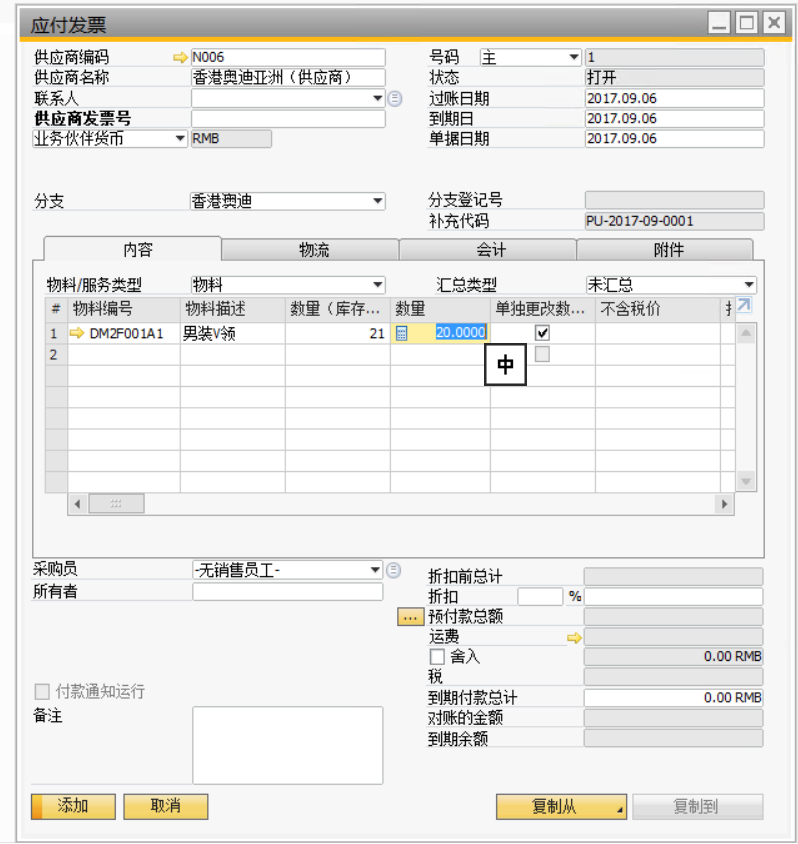 应付发票
供应商编码 N006 号码 主 1
供应商名称 香港奥迪亚洲（供应商） 状态 打开
联系人 过账日期 2017.09.06
供应商发票号 到期日 2017.09.06
业务伙伴货币 RMB 单据日期 2017.09.06
分支 香港奥迪 分支登记号
补充代码 PU-2017-09-0001
内容 物流 会计 附件
物料/服务类型 物料 汇总类型 未汇总
# 物料编号 物料描述 数量（库存... 数量 单独更改数... 不含税价
1 DM2F001A1 男装V领 21 20.0000
2
中
采购员 -无销售员工- 折扣前总计
所有者 折扣 %
... 预付款总额
运费
舍入 0.00 RMB
税
付款通知运行 到期付款总计 0.00 RMB
备注 对账的金额
到期余额
添加 取消 复制从 复制到